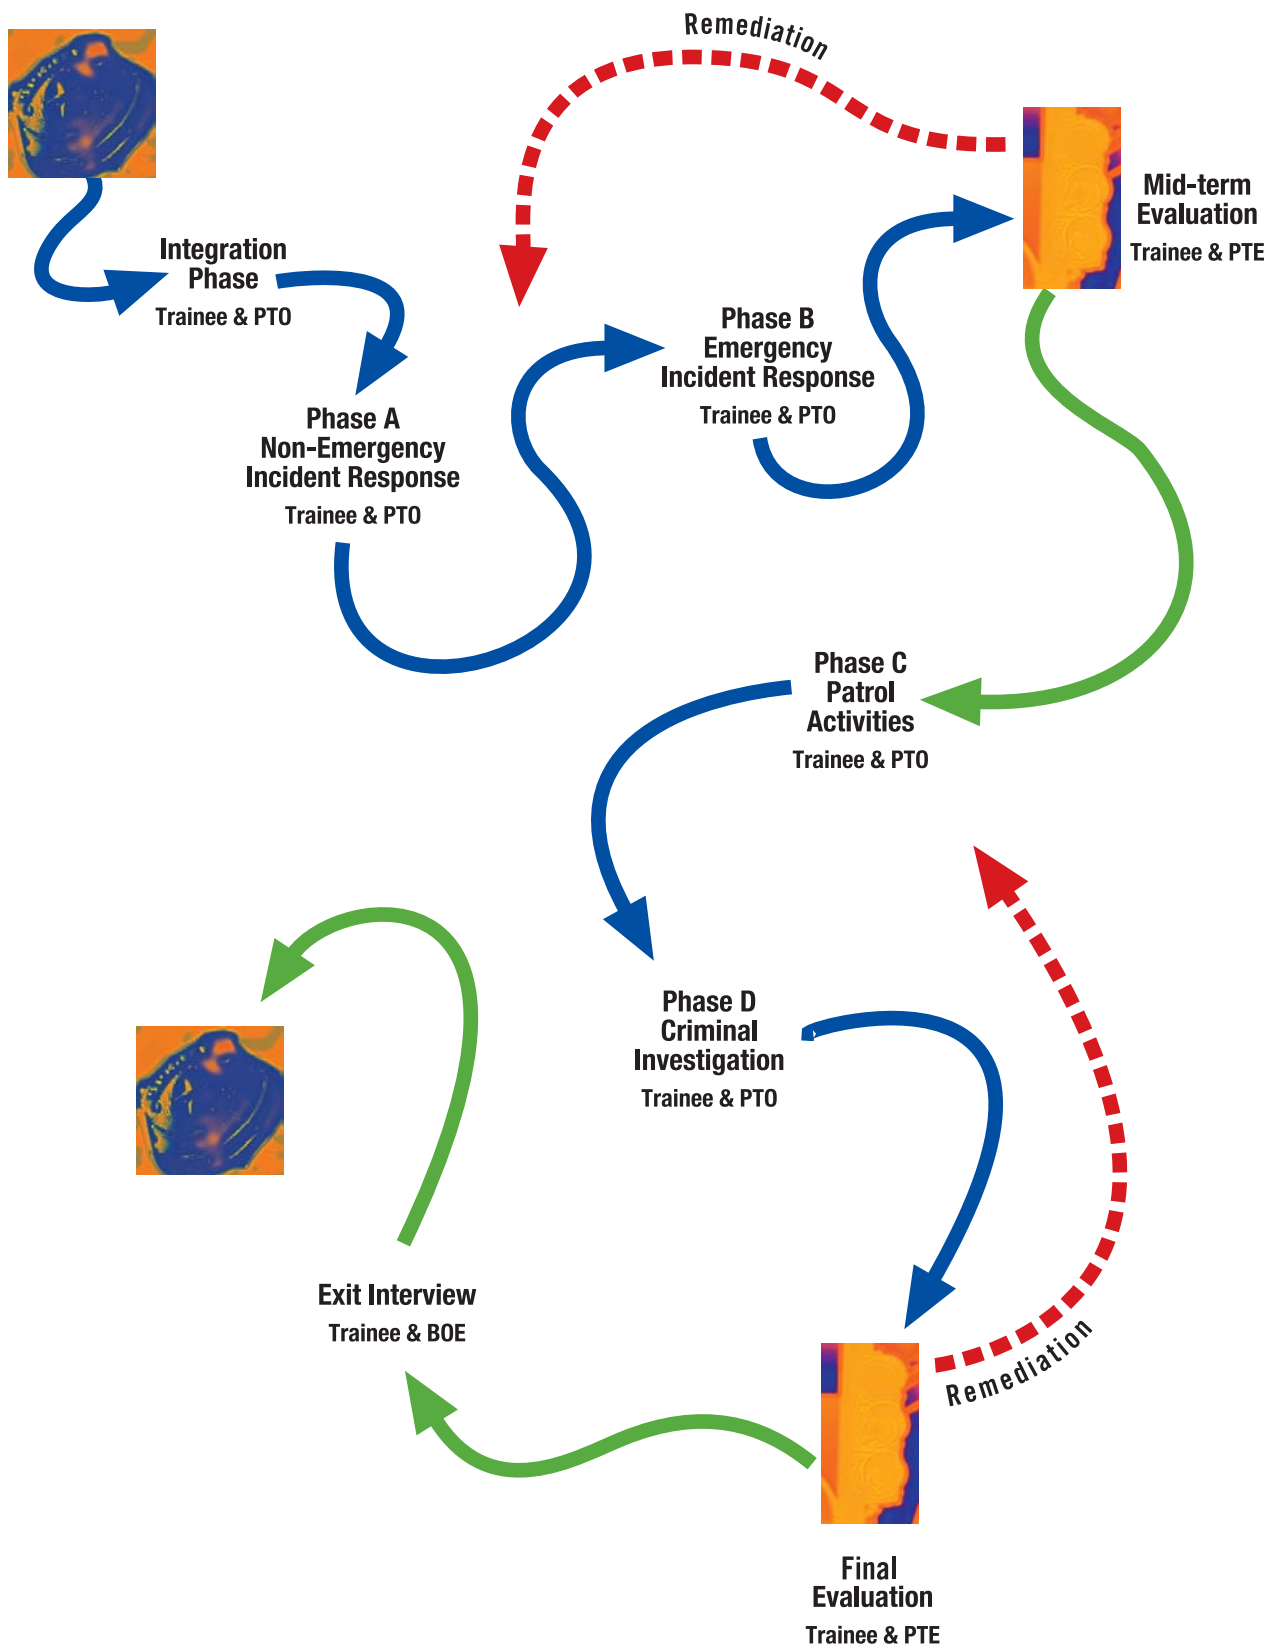 Remediation
Mid-term
Evaluation
Trainee & PTE
Integration
Phase
Trainee & PTO
Phase B
Emergency
Incident Response
Trainee & PTO
Phase A
Non-Emergency
Incident Response
Trainee & PTO
Phase C
Patrol
Activities
Trainee & PTO
Phase D
Criminal
Investigation
Trainee & PTO
Exit Interview
Trainee & BOE
Remediation
Final
Evaluation
Trainee & PTE